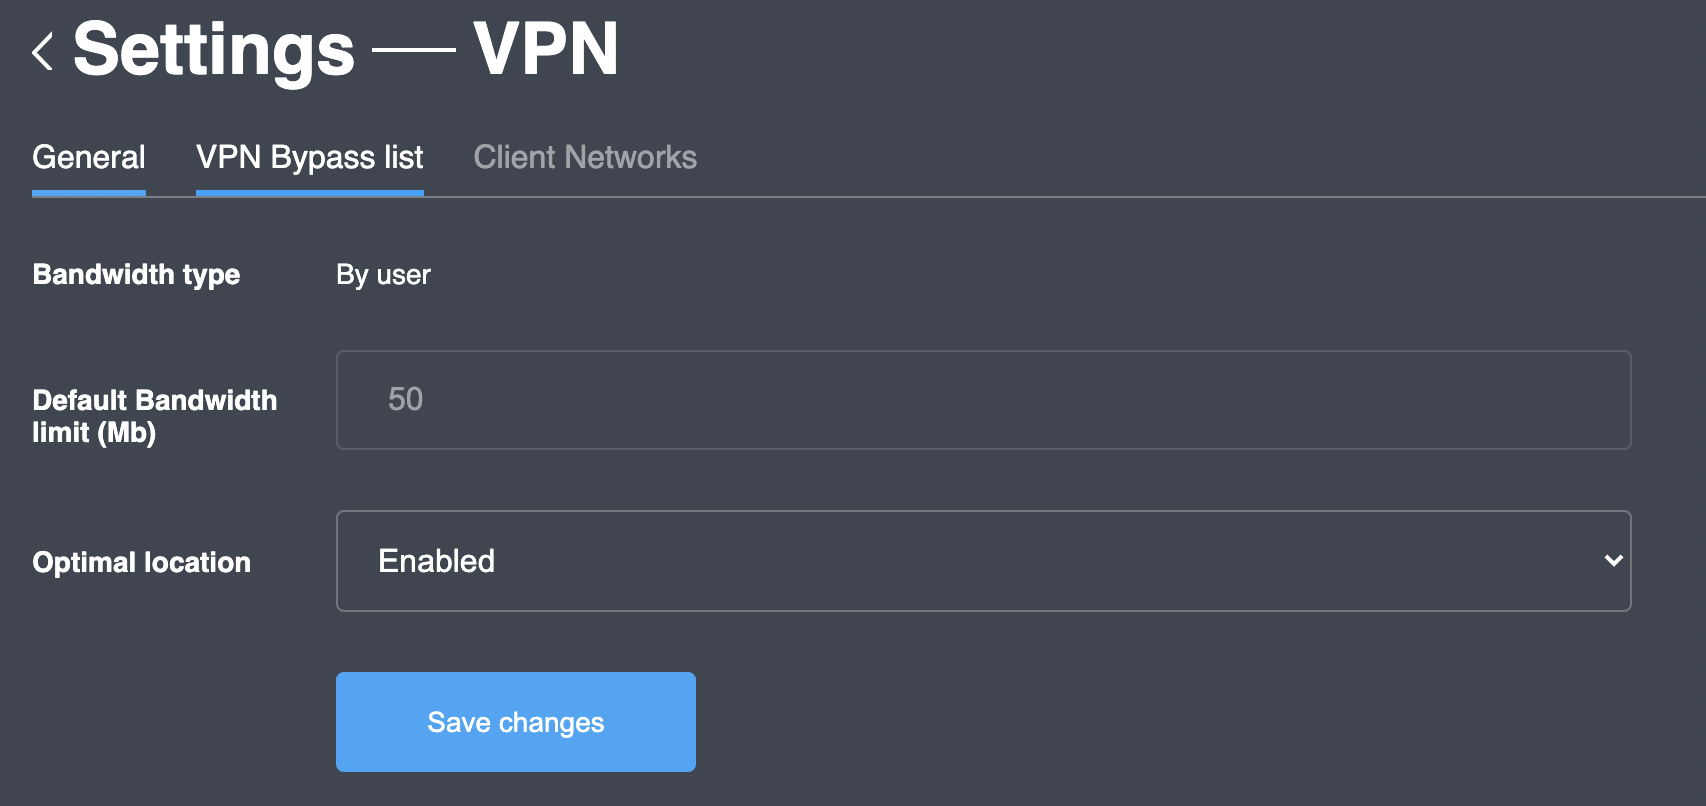 Settings — VPN
General VPN Bypass list Client Networks
Bandwidth type By user
Default Bandwidth
limit (Mb) 50
Optimal location Enabled
Save changes